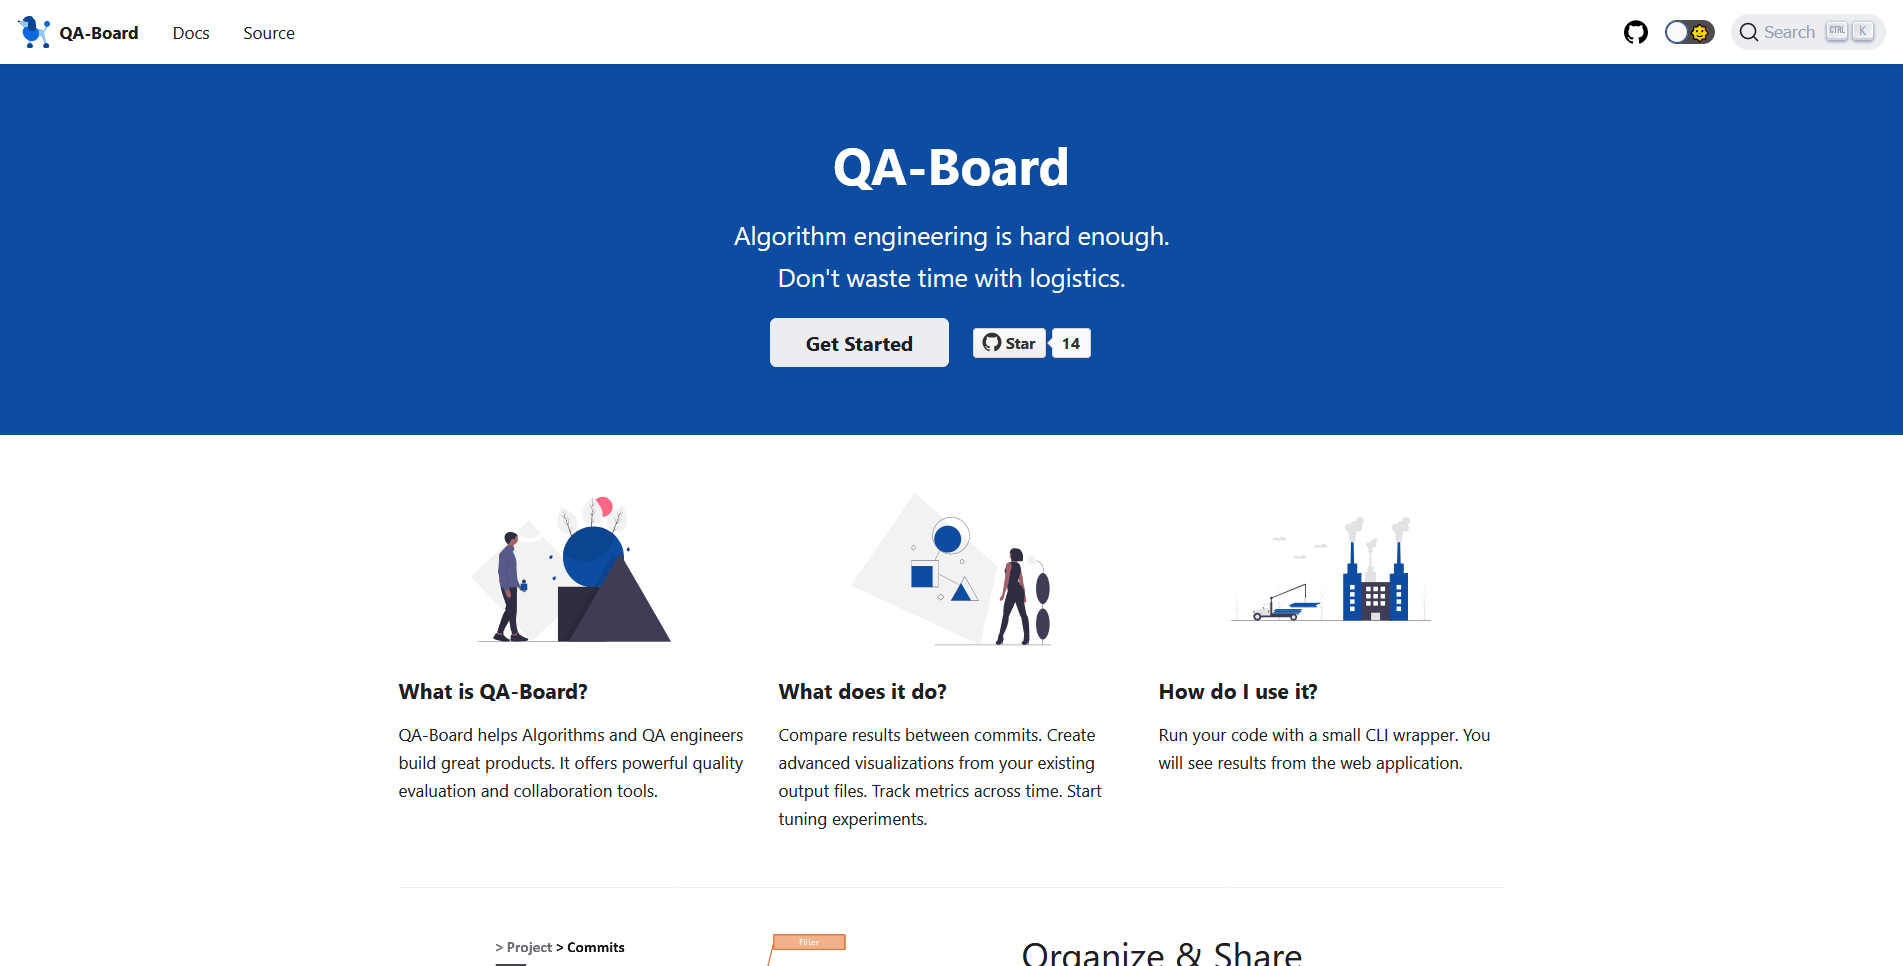 QA-Board Docs Source Search CTRL K
QA-Board
Algorithm engineering is hard enough.
Don't waste time with logistics.
Get Started Star 14
What is QA-Board?
QA-Board helps Algorithms and QA engineers
build great products. It offers powerful quality
evaluation and collaboration tools.
What does it do?
Compare results between commits. Create
advanced visualizations from your existing
output files. Track metrics across time. Start
tuning experiments.
How do I use it?
Run your code with a small CLI wrapper. You
will see results from the web application.
> Project > Commits
Filter
Organize & Share